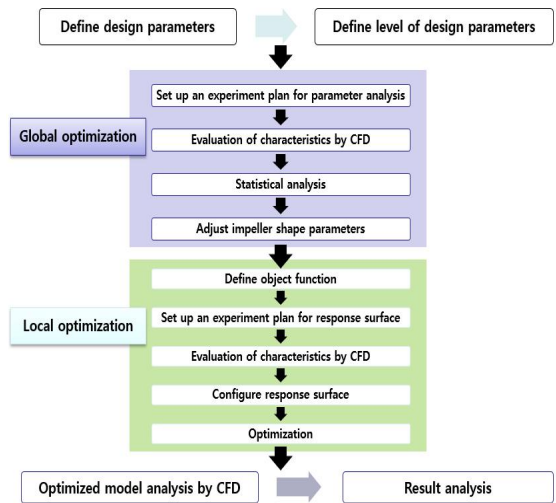 Define design parameters
Define level of design parameters
Set up an experiment plan for parameter analysis
Global optimization
Evaluation of characteristics by CFD
Statistical analysis
Adjust impeller shape parameters
Define object function
Set up an experiment plan for response surface
Local optimization
Evaluation of characteristics by CFD
Configure response surface
Optimization
Optimized model analysis by CFD
Result analysis